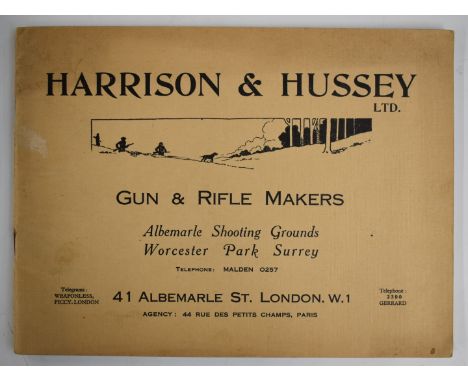 HARRISON & HUSSEY
LTD.
GUN & RIFLE MAKERS
Albemarle Shooting Grounds
Worcester Park Surrey
TELEPHONE: MALDEN 0257
Telegrams:
WEAPONLESS,
PICCY-LONDON
41 ALBEMARLE ST. LONDON. W.1
Telephone:
2300
GERRARD
AGENCY: 44 RUE DES PETITS CHAMPS, PARIS